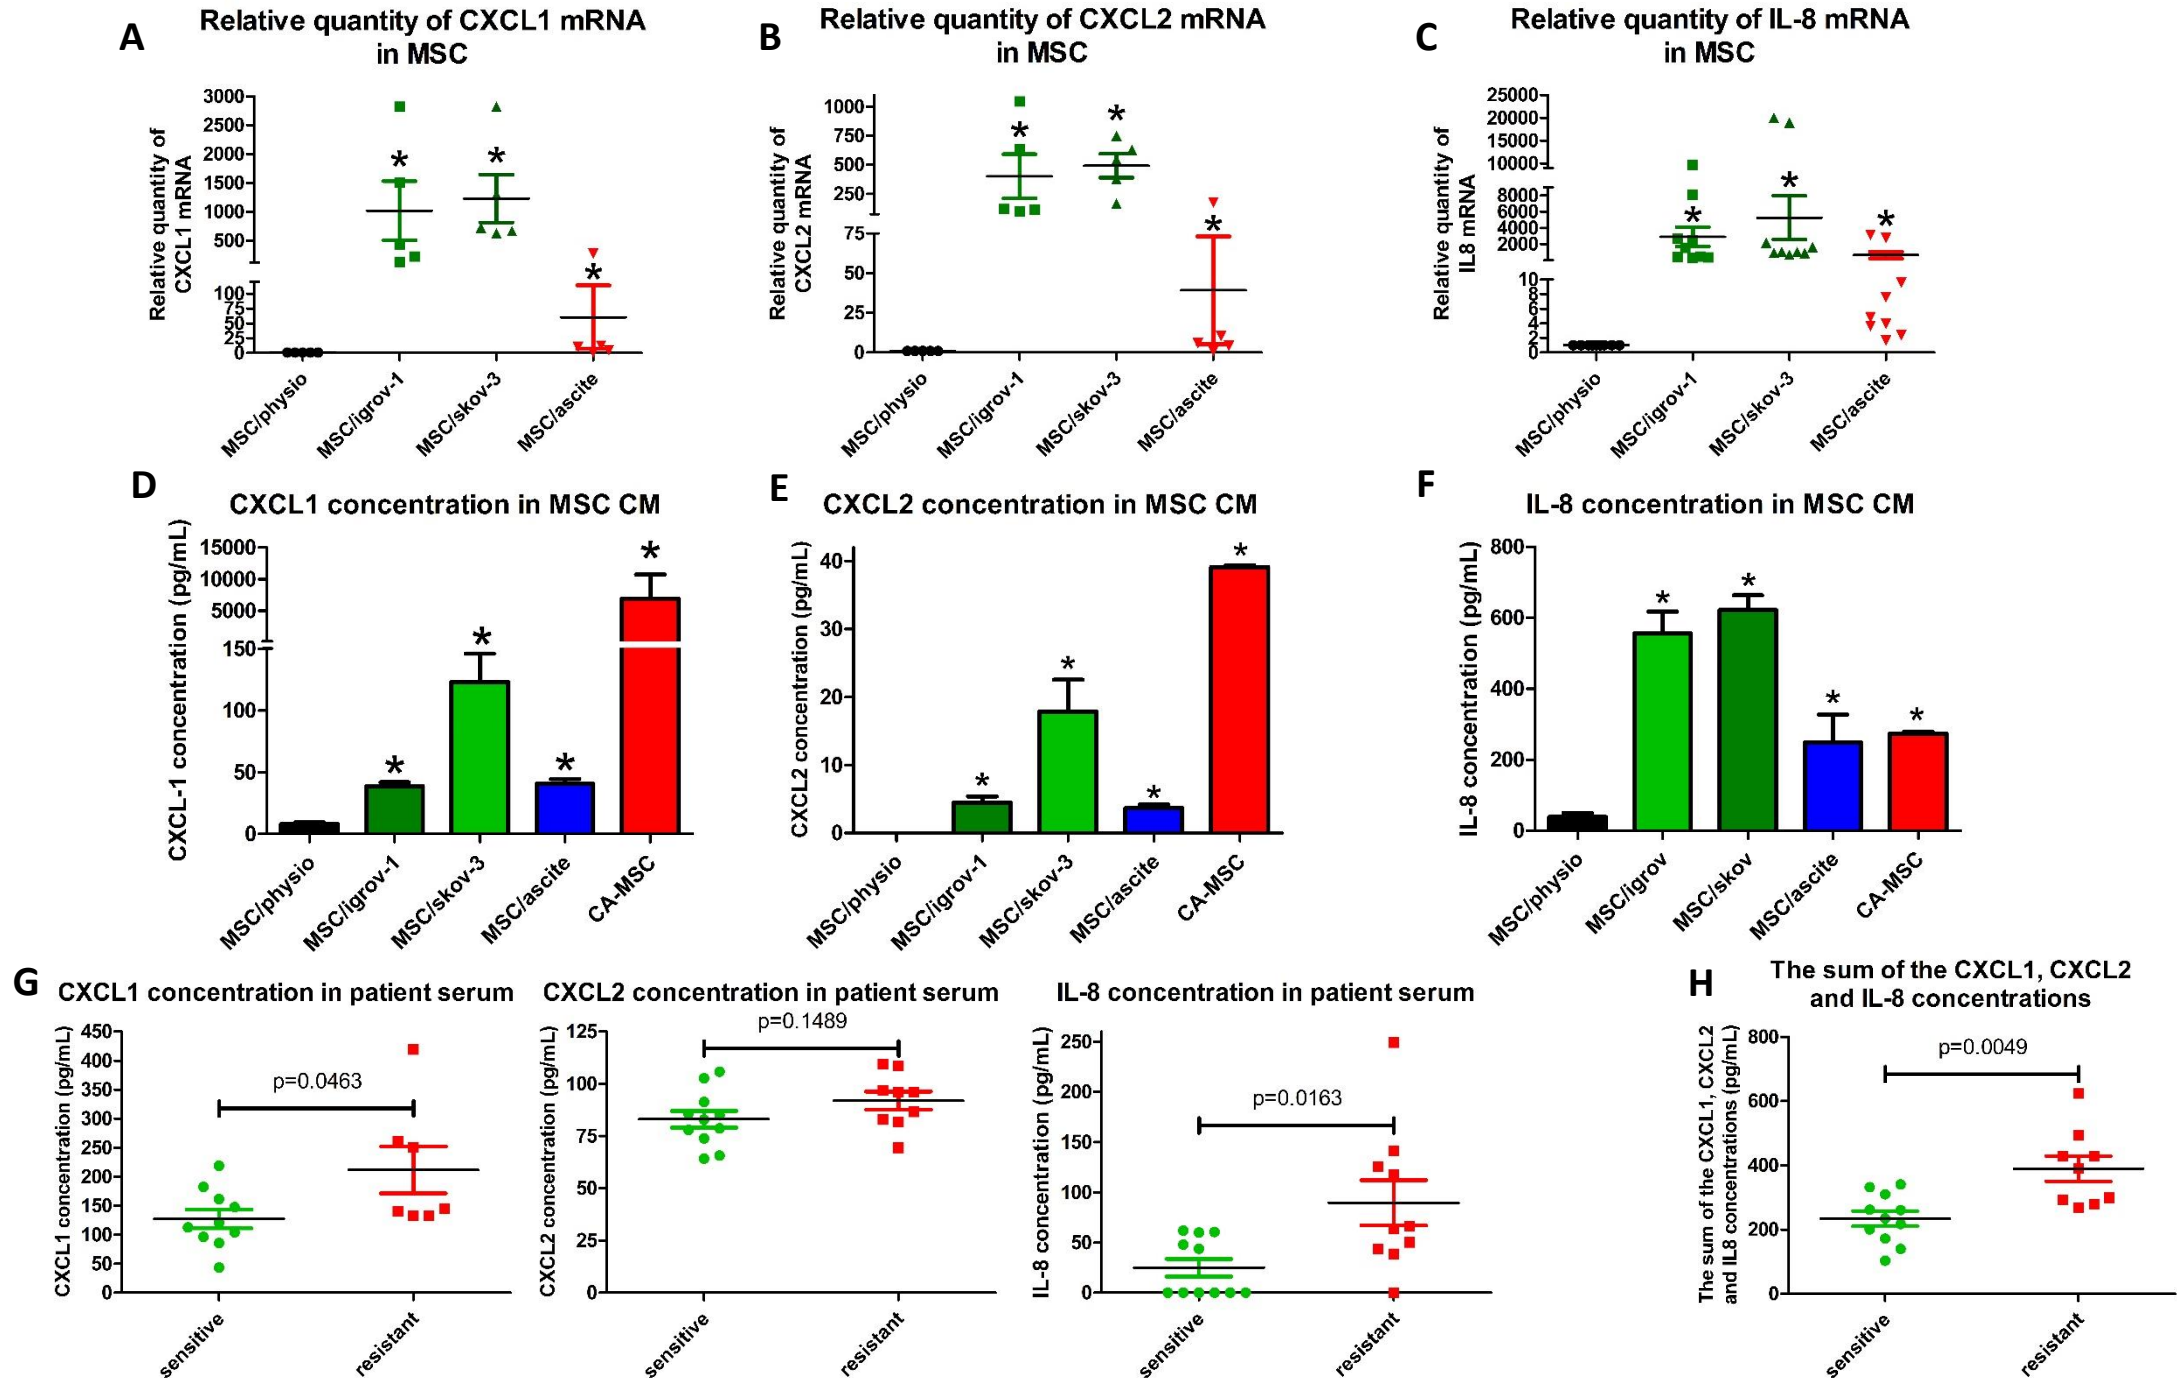 A
Relative quantity of CXCL1 mRNA
in MSC
Relative quantity of
CXCL1 mRNA
3000
2500
2000
1500
1000
500
100
75
50
25
0
*
*
*
MSC/physio
MSC/igrov-1
MSC/skov-3
MSC/ascite
B
Relative quantity of CXCL2 mRNA
in MSC
Relative quantity of
CXCL2 mRNA
1000
750
500
250
75
50
25
0
*
*
*
MSC/physio
MSC/igrov-1
MSC/skov-3
MSC/ascite
C
Relative quantity of IL-8 mRNA
in MSC
Relative quantity of
IL8 mRNA
25000
20000
15000
10000
8000
6000
4000
2000
10
8
6
4
2
0
*
*
*
MSC/physio
MSC/igrov-1
MSC/skov-3
MSC/ascite
D
CXCL1 concentration in MSC CM
CXCL-1 concentration (pg/mL)
15000
10000
5000
150
100
50
0
*
*
*
*
MSC/physio
MSC/igrov-1
MSC/skov-3
MSC/ascite
CA-MSC
E
CXCL2 concentration in MSC CM
CXCL2 concentration (pg/mL)
40
30
20
10
0
*
*
*
*
MSC/physio
MSC/igrov-1
MSC/skov-3
MSC/ascite
CA-MSC
F
IL-8 concentration in MSC CM
IL-8 concentration (pg/mL)
800
600
400
200
0
*
*
*
*
MSC/physio
MSC/igrov
MSC/skov
MSC/ascite
CA-MSC
G
CXCL1 concentration in patient serum
CXCL1 concentration (pg/mL)
450
400
350
300
250
200
150
100
50
0
p=0.0463
sensitive
resistant
CXCL2 concentration in patient serum
CXCL2 concentration (pg/mL)
125
100
75
50
25
0
p=0.1489
sensitive
resistant
IL-8 concentration in patient serum
IL-8 concentration (pg/mL)
250
200
150
100
50
0
p=0.0163
sensitive
resistant
H
The sum of the CXCL1, CXCL2
and IL-8 concentrations
The sum of the CXCL1, CXCL2
and IL8 concentrations (pg/mL)
800
600
400
200
0
p=0.0049
sensitive
resistant